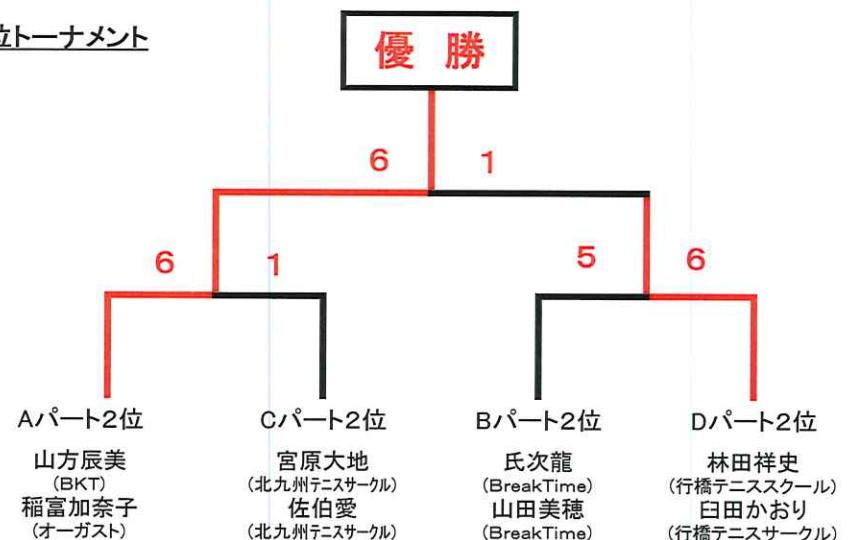 位トーナメント
優 勝
6 1
6 1 5 6
Aパート2位 Cパート2位 Bパート2位 Dパート2位
山方辰美 宮原大地 氏次龍 林田祥史
(BKT) (北九州テニスサークル) (BreakTime) (行橋テニススクール)
稲富加奈子 佐伯愛 山田美穂 臼田かおり
(オーガスト) (北九州テニスサークル) (BreakTime) (行橋テニスサークル)